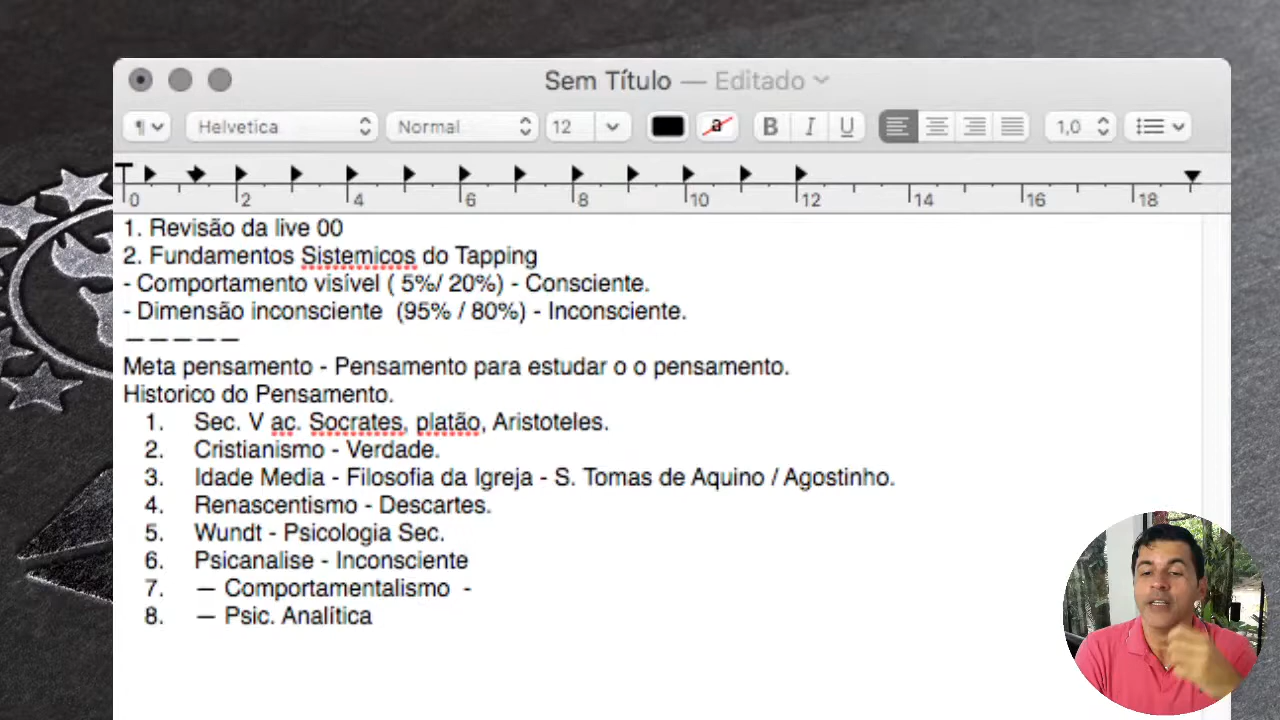 Sem Título — Editado
¶ Helvetica Normal 12 a B I U 1,0
0 2 4 6 8 10 12 14 16 18
1. Revisão da live 00
2. Fundamentos Sistemicos do Tapping
- Comportamento visível ( 5%/ 20%) - Consciente.
- Dimensão inconsciente  (95% / 80%) - Inconsciente.
—————
Meta pensamento - Pensamento para estudar o o pensamento.
Historico do Pensamento.
1. Sec. V ac. Socrates, platão, Aristoteles.
2. Cristianismo - Verdade.
3. Idade Media - Filosofia da Igreja - S. Tomas de Aquino / Agostinho.
4. Renascentismo - Descartes.
5. Wundt - Psicologia Sec.
6. Psicanalise - Inconsciente
7. — Comportamentalismo  -
8. — Psic. Analítica